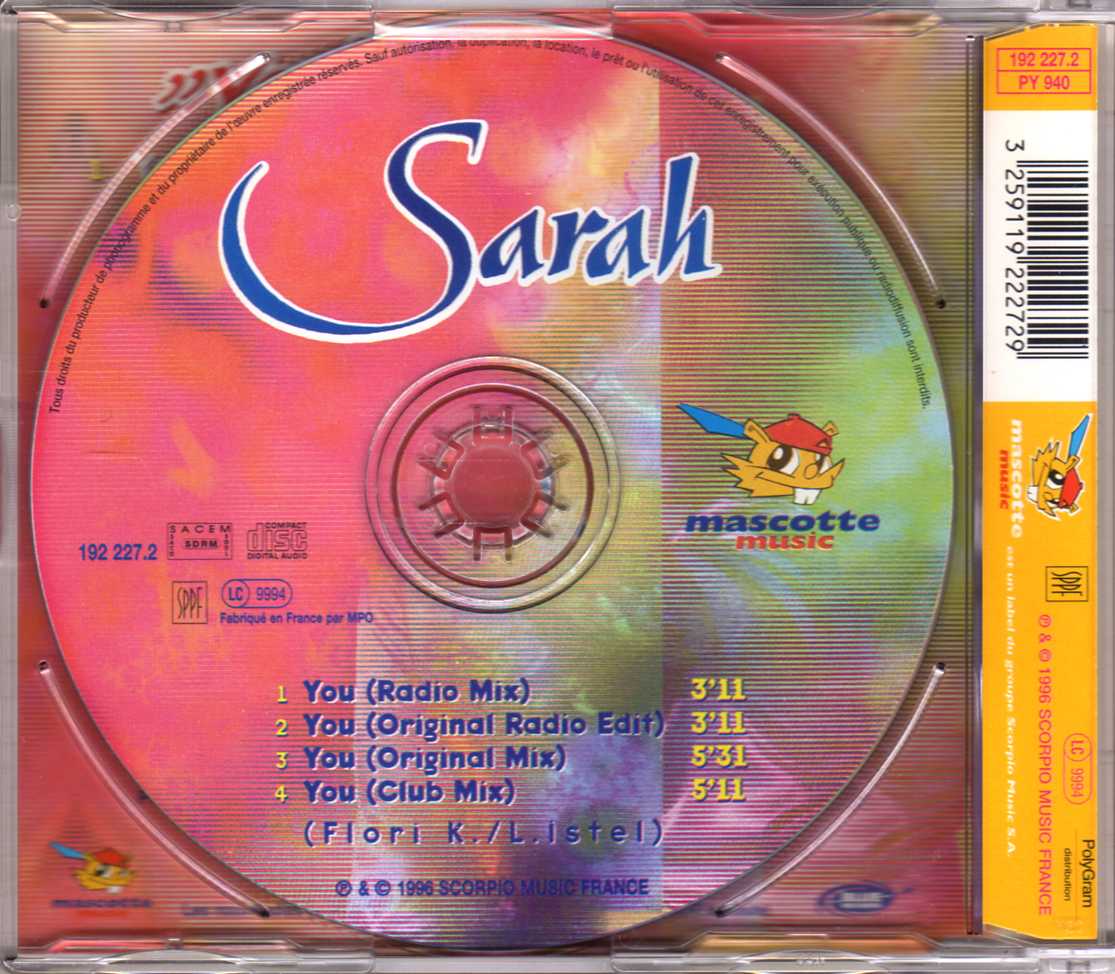 Tous droits du producteur de phonogramme et du propriétaire de l'œuvre enregistrée réservés. Sauf autorisation, la duplication, la location, le prêt ou l'utilisation de cet enregistrement pour exécution publique ou radiodiffusion sont interdits.
Sarah
mascotte
music
192 227.2
SACEM
SACD
SDRM
COMPACT
disc
DIGITAL AUDIO
SPPF
LC 9994
Fabriqué en France par MPO
1 You (Radio Mix) 3'11
2 You (Original Radio Edit) 3'11
3 You (Original Mix) 5'31
4 You (Club Mix) 5'11
(Flori K./L.Istel)
℗ & © 1996 SCORPIO MUSIC FRANCE
mascotte
music
192 227.2
PY 940
3 259119 222729
mascotte
music
est un label du groupe Scorpio Music S.A.
SPPF
℗ & © 1996 SCORPIO MUSIC FRANCE
LC 9994
PolyGram
distribution